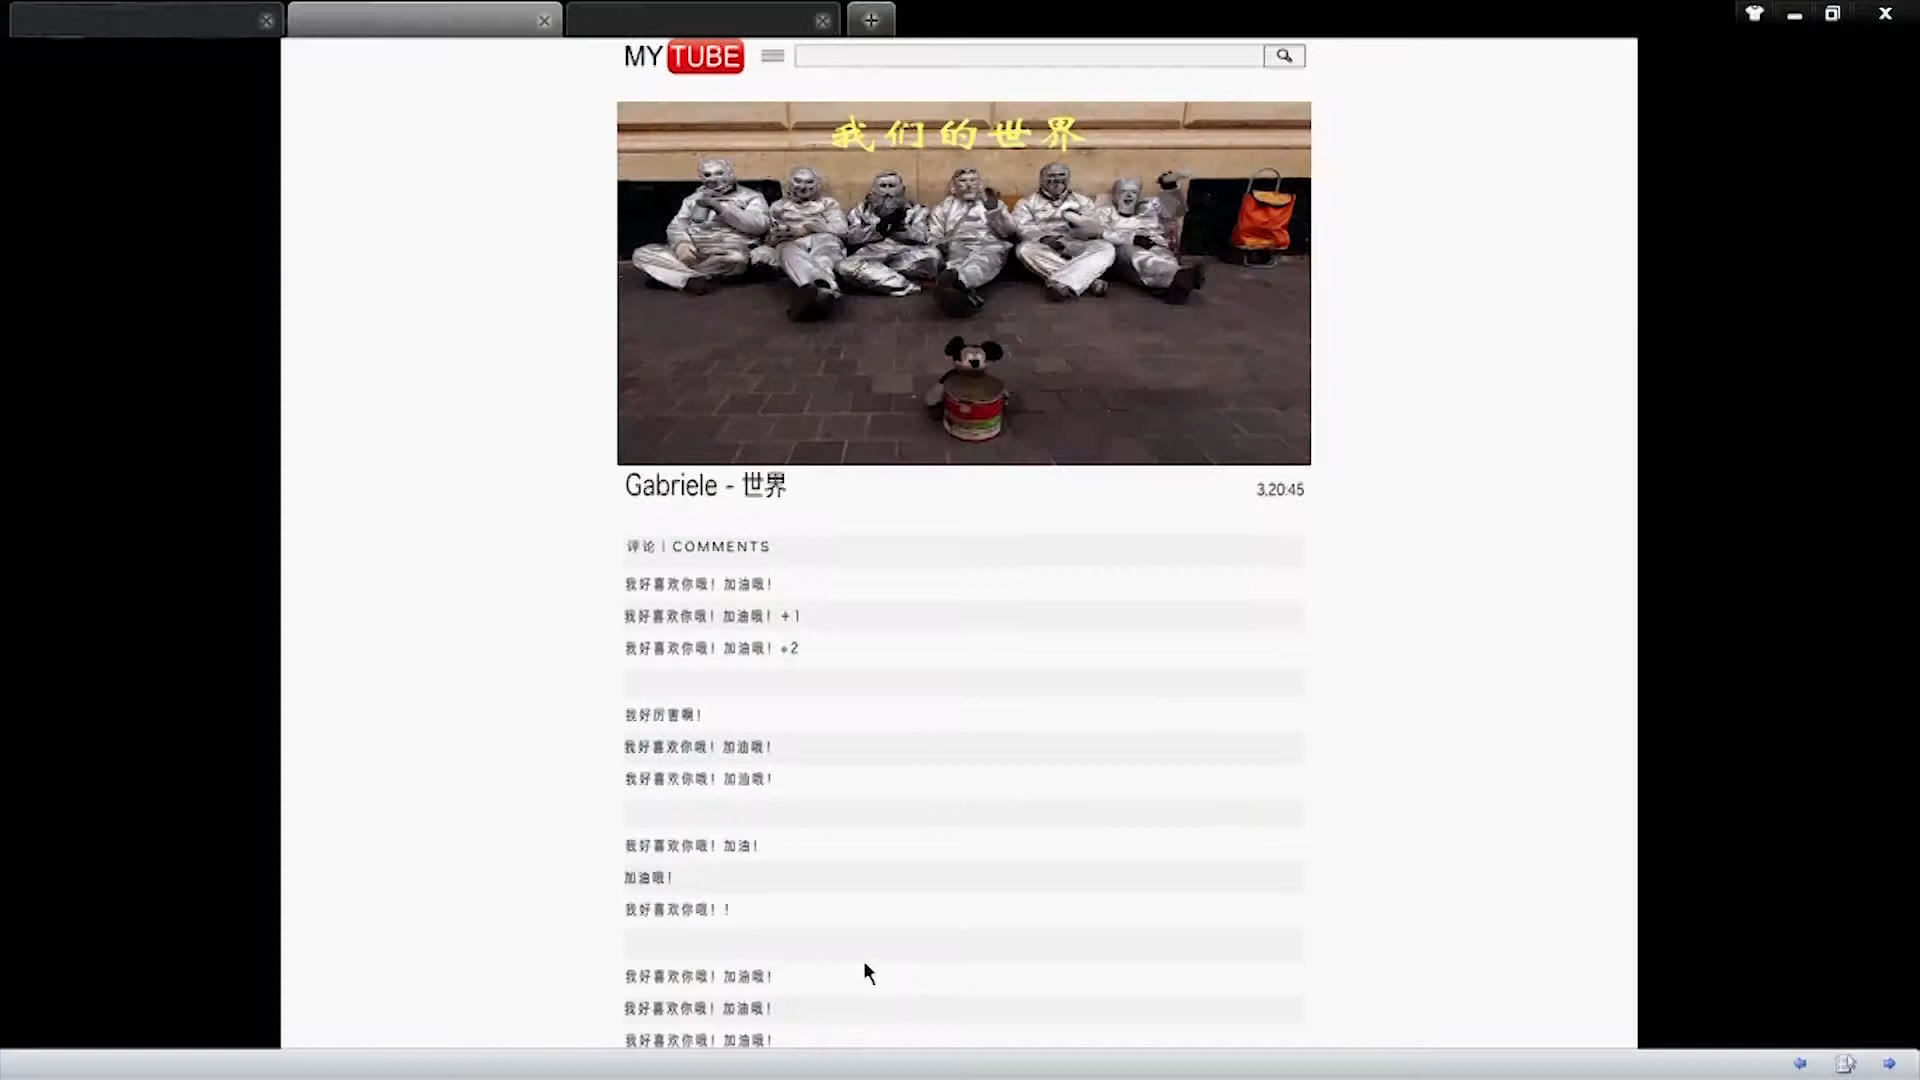 MY TUBE
我们的世界
Gabriele - 世界
3,20:45
评论 | COMMENTS
我好喜欢你哦！加油哦！
我好喜欢你哦！加油哦！+1
我好喜欢你哦！加油哦！+2
我好厉害啊！
我好喜欢你哦！加油哦！
我好喜欢你哦！加油哦！
我好喜欢你哦！加油！
加油哦！
我好喜欢你哦！！
我好喜欢你哦！加油哦！
我好喜欢你哦！加油哦！
我好喜欢你哦！加油哦！